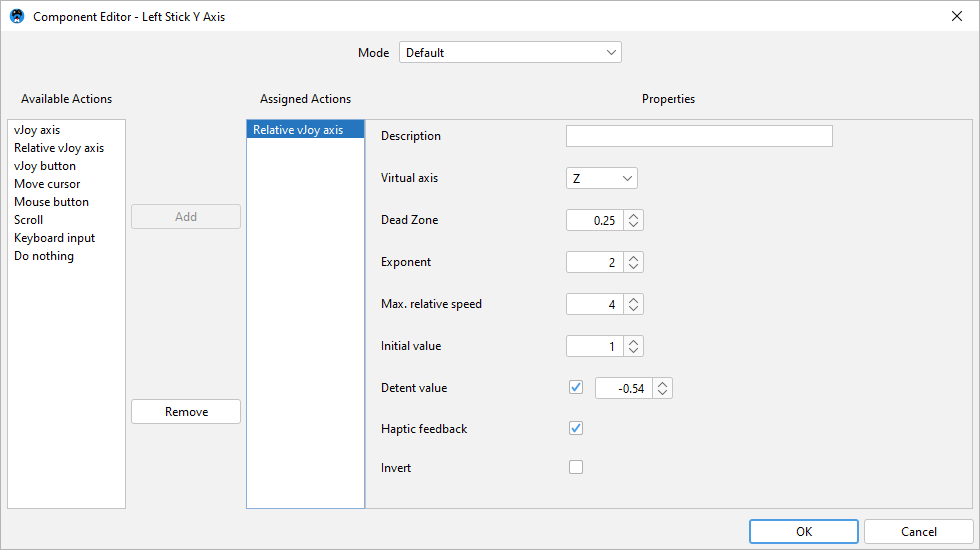 Component Editor - Left Stick Y Axis
Mode Default
Available Actions
vJoy axis
Relative vJoy axis
vJoy button
Move cursor
Mouse button
Scroll
Keyboard input
Do nothing
Add
Remove
Assigned Actions
Relative vJoy axis
Properties
Description
Virtual axis Z
Dead Zone 0.25
Exponent 2
Max. relative speed 4
Initial value 1
Detent value -0.54
Haptic feedback
Invert
OK Cancel